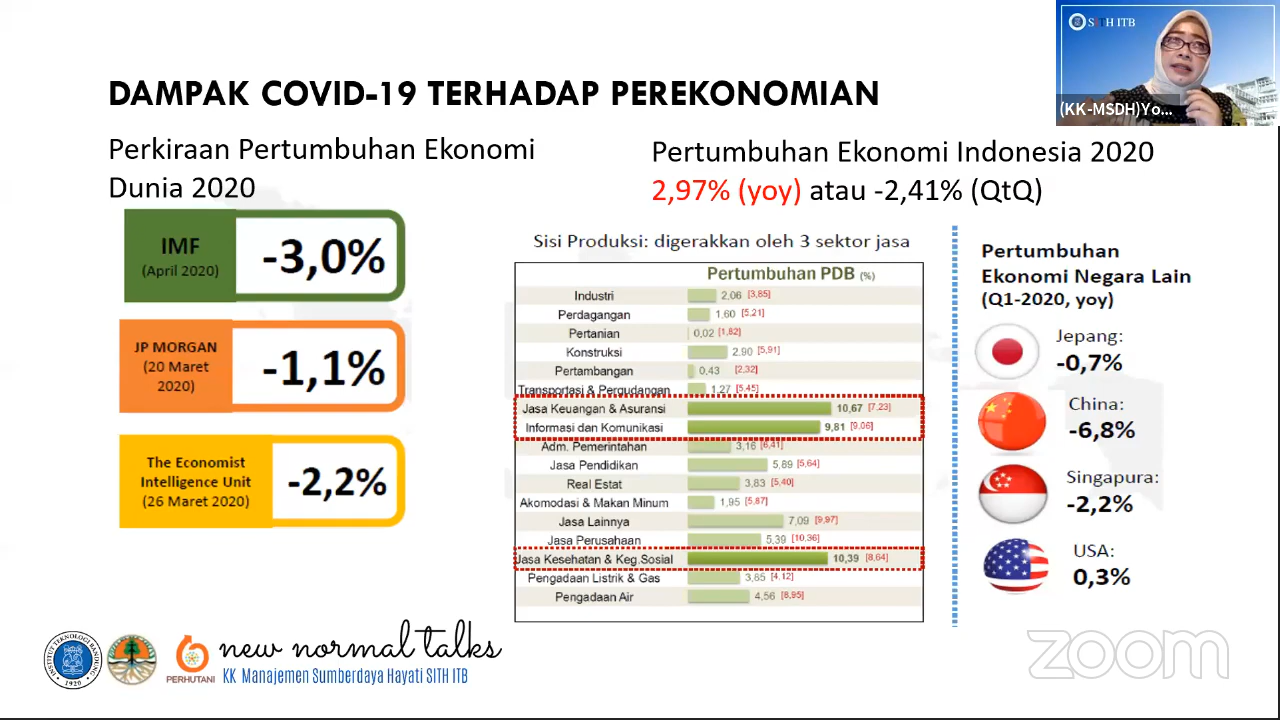 SITH ITB
(KK-MSDH)Yo...
DAMPAK COVID-19 TERHADAP PEREKONOMIAN
Perkiraan Pertumbuhan Ekonomi
Dunia 2020
IMF
(April 2020)
-3,0%
JP MORGAN
(20 Maret
2020)
-1,1%
The Economist
Intelligence Unit
(26 Maret 2020)
-2,2%
Pertumbuhan Ekonomi Indonesia 2020
2,97% (yoy) atau -2,41% (QtQ)
Sisi Produksi: digerakkan oleh 3 sektor jasa
Pertumbuhan PDB (%)
Industri 2,06 [3,85]
Perdagangan 1,60 [5,21]
Pertanian 0,02 [1,82]
Konstruksi 2.90 [5,91]
Pertambangan 0,43 [2,32]
Transportasi & Pergudangan 1,27 [5,45]
Jasa Keuangan & Asuransi 10,67 [7,23]
Informasi dan Komunikasi 9,81 [9,06]
Adm. Pemerintahan 3,16 [6,41]
Jasa Pendidikan 5,89 [5,64]
Real Estat 3,83 [5,40]
Akomodasi & Makan Minum 1,95 [5,87]
Jasa Lainnya 7,09 [9,97]
Jasa Perusahaan 5,39 [10,36]
Jasa Kesehatan & Keg.Sosial 10,39 [8,64]
Pengadaan Listrik & Gas 3,85 [4,12]
Pengadaan Air 4,56 [8,95]
Pertumbuhan
Ekonomi Negara Lain
(Q1-2020, yoy)
Jepang:
-0,7%
China:
-6,8%
Singapura:
-2,2%
USA:
0,3%
INSTITUT TEKNOLOGI BANDUNG
1920
PERHUTANI
new normal talks
KK Manajemen Sumberdaya Hayati SITH ITB
zoom